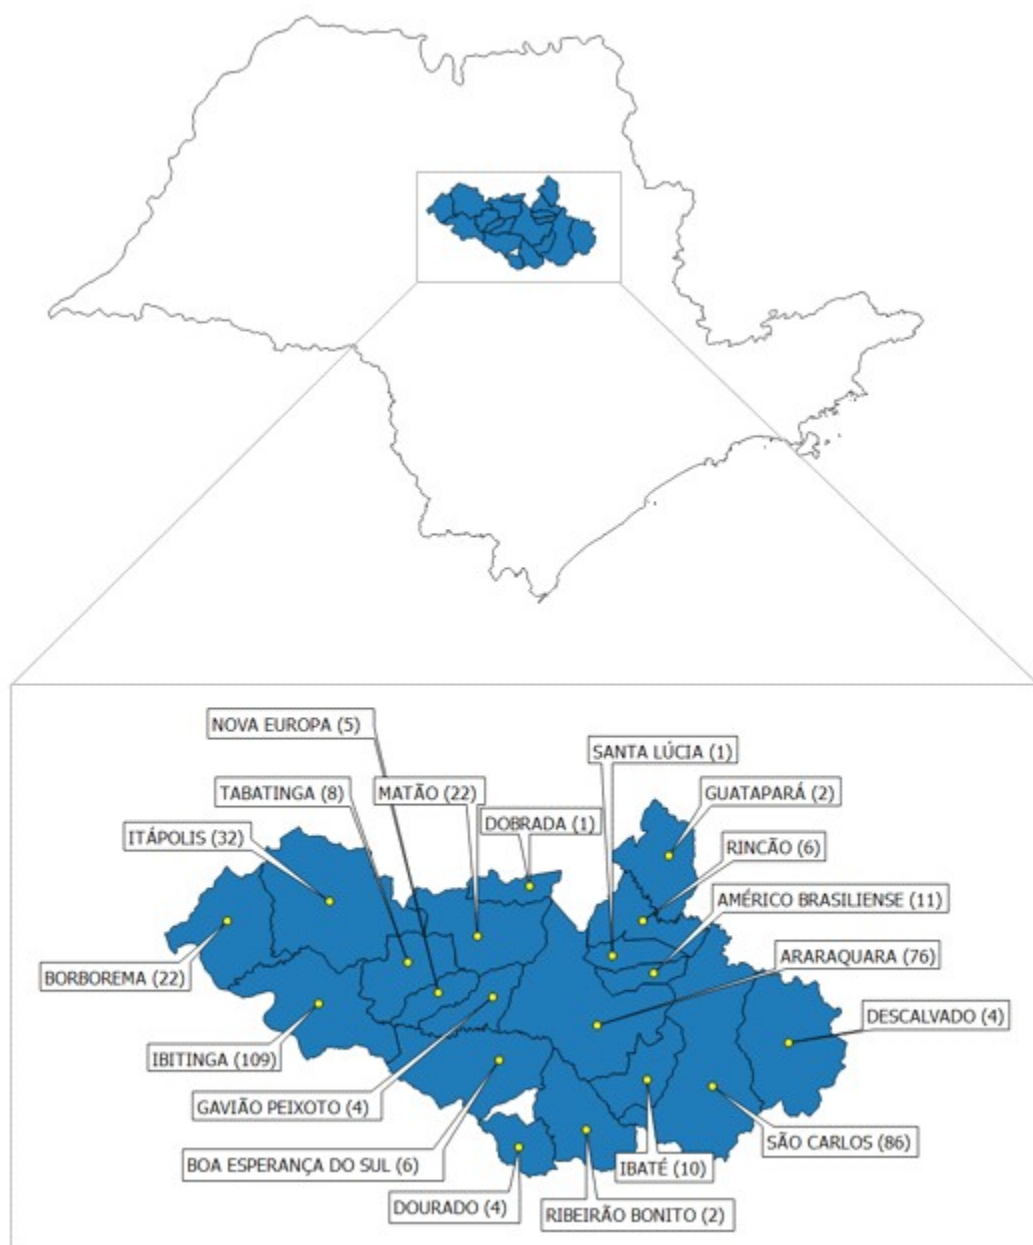 NOVA EUROPA (5)
SANTA LÚCIA (1)
TABATINGA (8)
MATÃO (22)
GUATAPARÁ (2)
DOBRADA (1)
ITÁPOLIS (32)
RINCÃO (6)
AMÉRICO BRASILIENSE (11)
ARARAQUARA (76)
BORBOREMA (22)
DESCALVADO (4)
IBITINGA (109)
GAVIÃO PEIXOTO (4)
SÃO CARLOS (86)
BOA ESPERANÇA DO SUL (6)
IBATÉ (10)
DOURADO (4)
RIBEIRÃO BONITO (2)